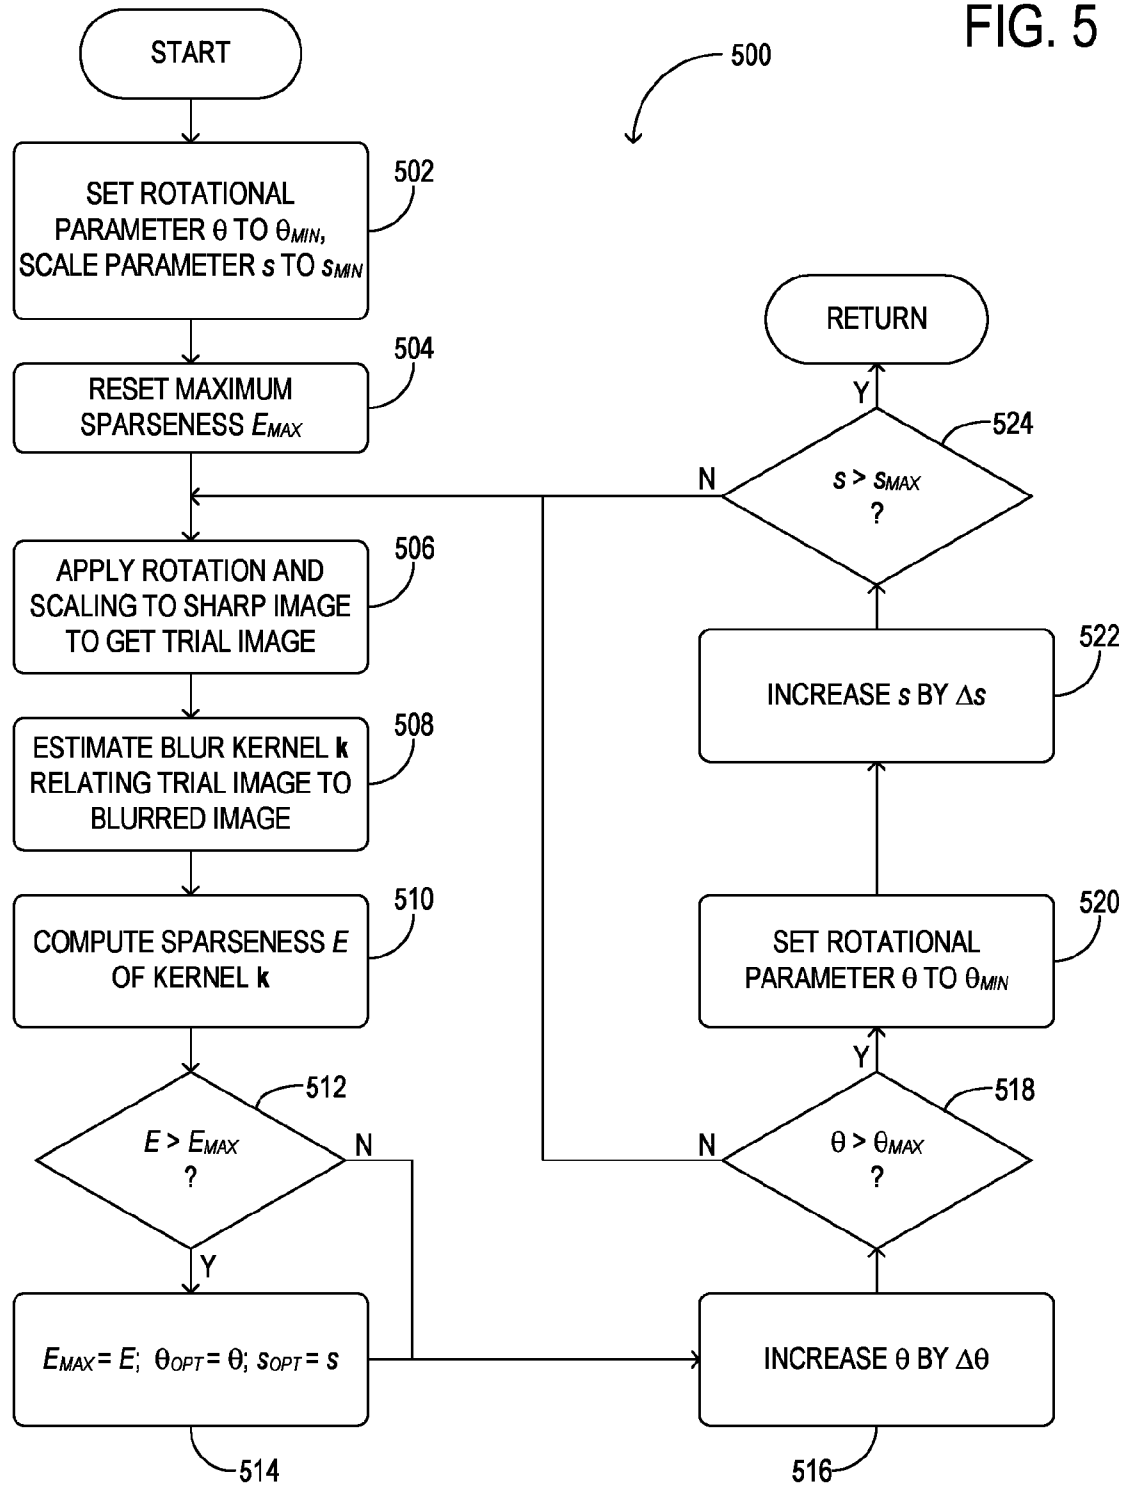 FIG. 5
500
START
502
SET ROTATIONAL
PARAMETER θ TO θMIN,
SCALE PARAMETER s TO sMIN
504
RESET MAXIMUM
SPARSENESS EMAX
506
APPLY ROTATION AND
SCALING TO SHARP IMAGE
TO GET TRIAL IMAGE
508
ESTIMATE BLUR KERNEL k
RELATING TRIAL IMAGE TO
BLURRED IMAGE
510
COMPUTE SPARSENESS E
OF KERNEL k
512
E > EMAX
?
N
Y
EMAX = E; θOPT = θ; sOPT = s
514
INCREASE θ BY Δθ
516
518
θ > θMAX
?
N
Y
520
SET ROTATIONAL
PARAMETER θ TO θMIN
522
INCREASE s BY Δs
524
s > sMAX
?
N
Y
RETURN